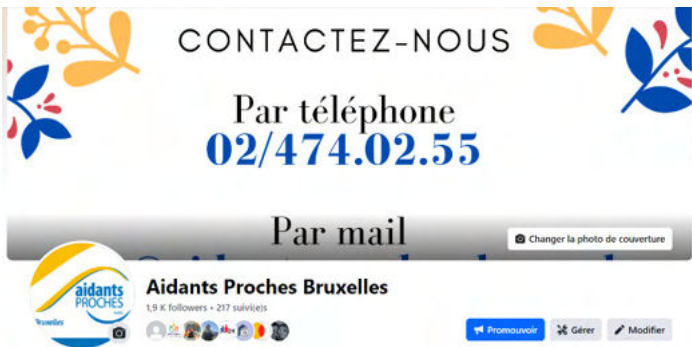 CONTACTEZ-NOUS
Par téléphone
02/474.02.55
Par mail
Changer la photo de couverture
aidants
PROCHES
Bruxelles
Aidants Proches Bruxelles
1,9 K followers • 217 suivi(e)s
Promouvoir
Gérer
Modifier